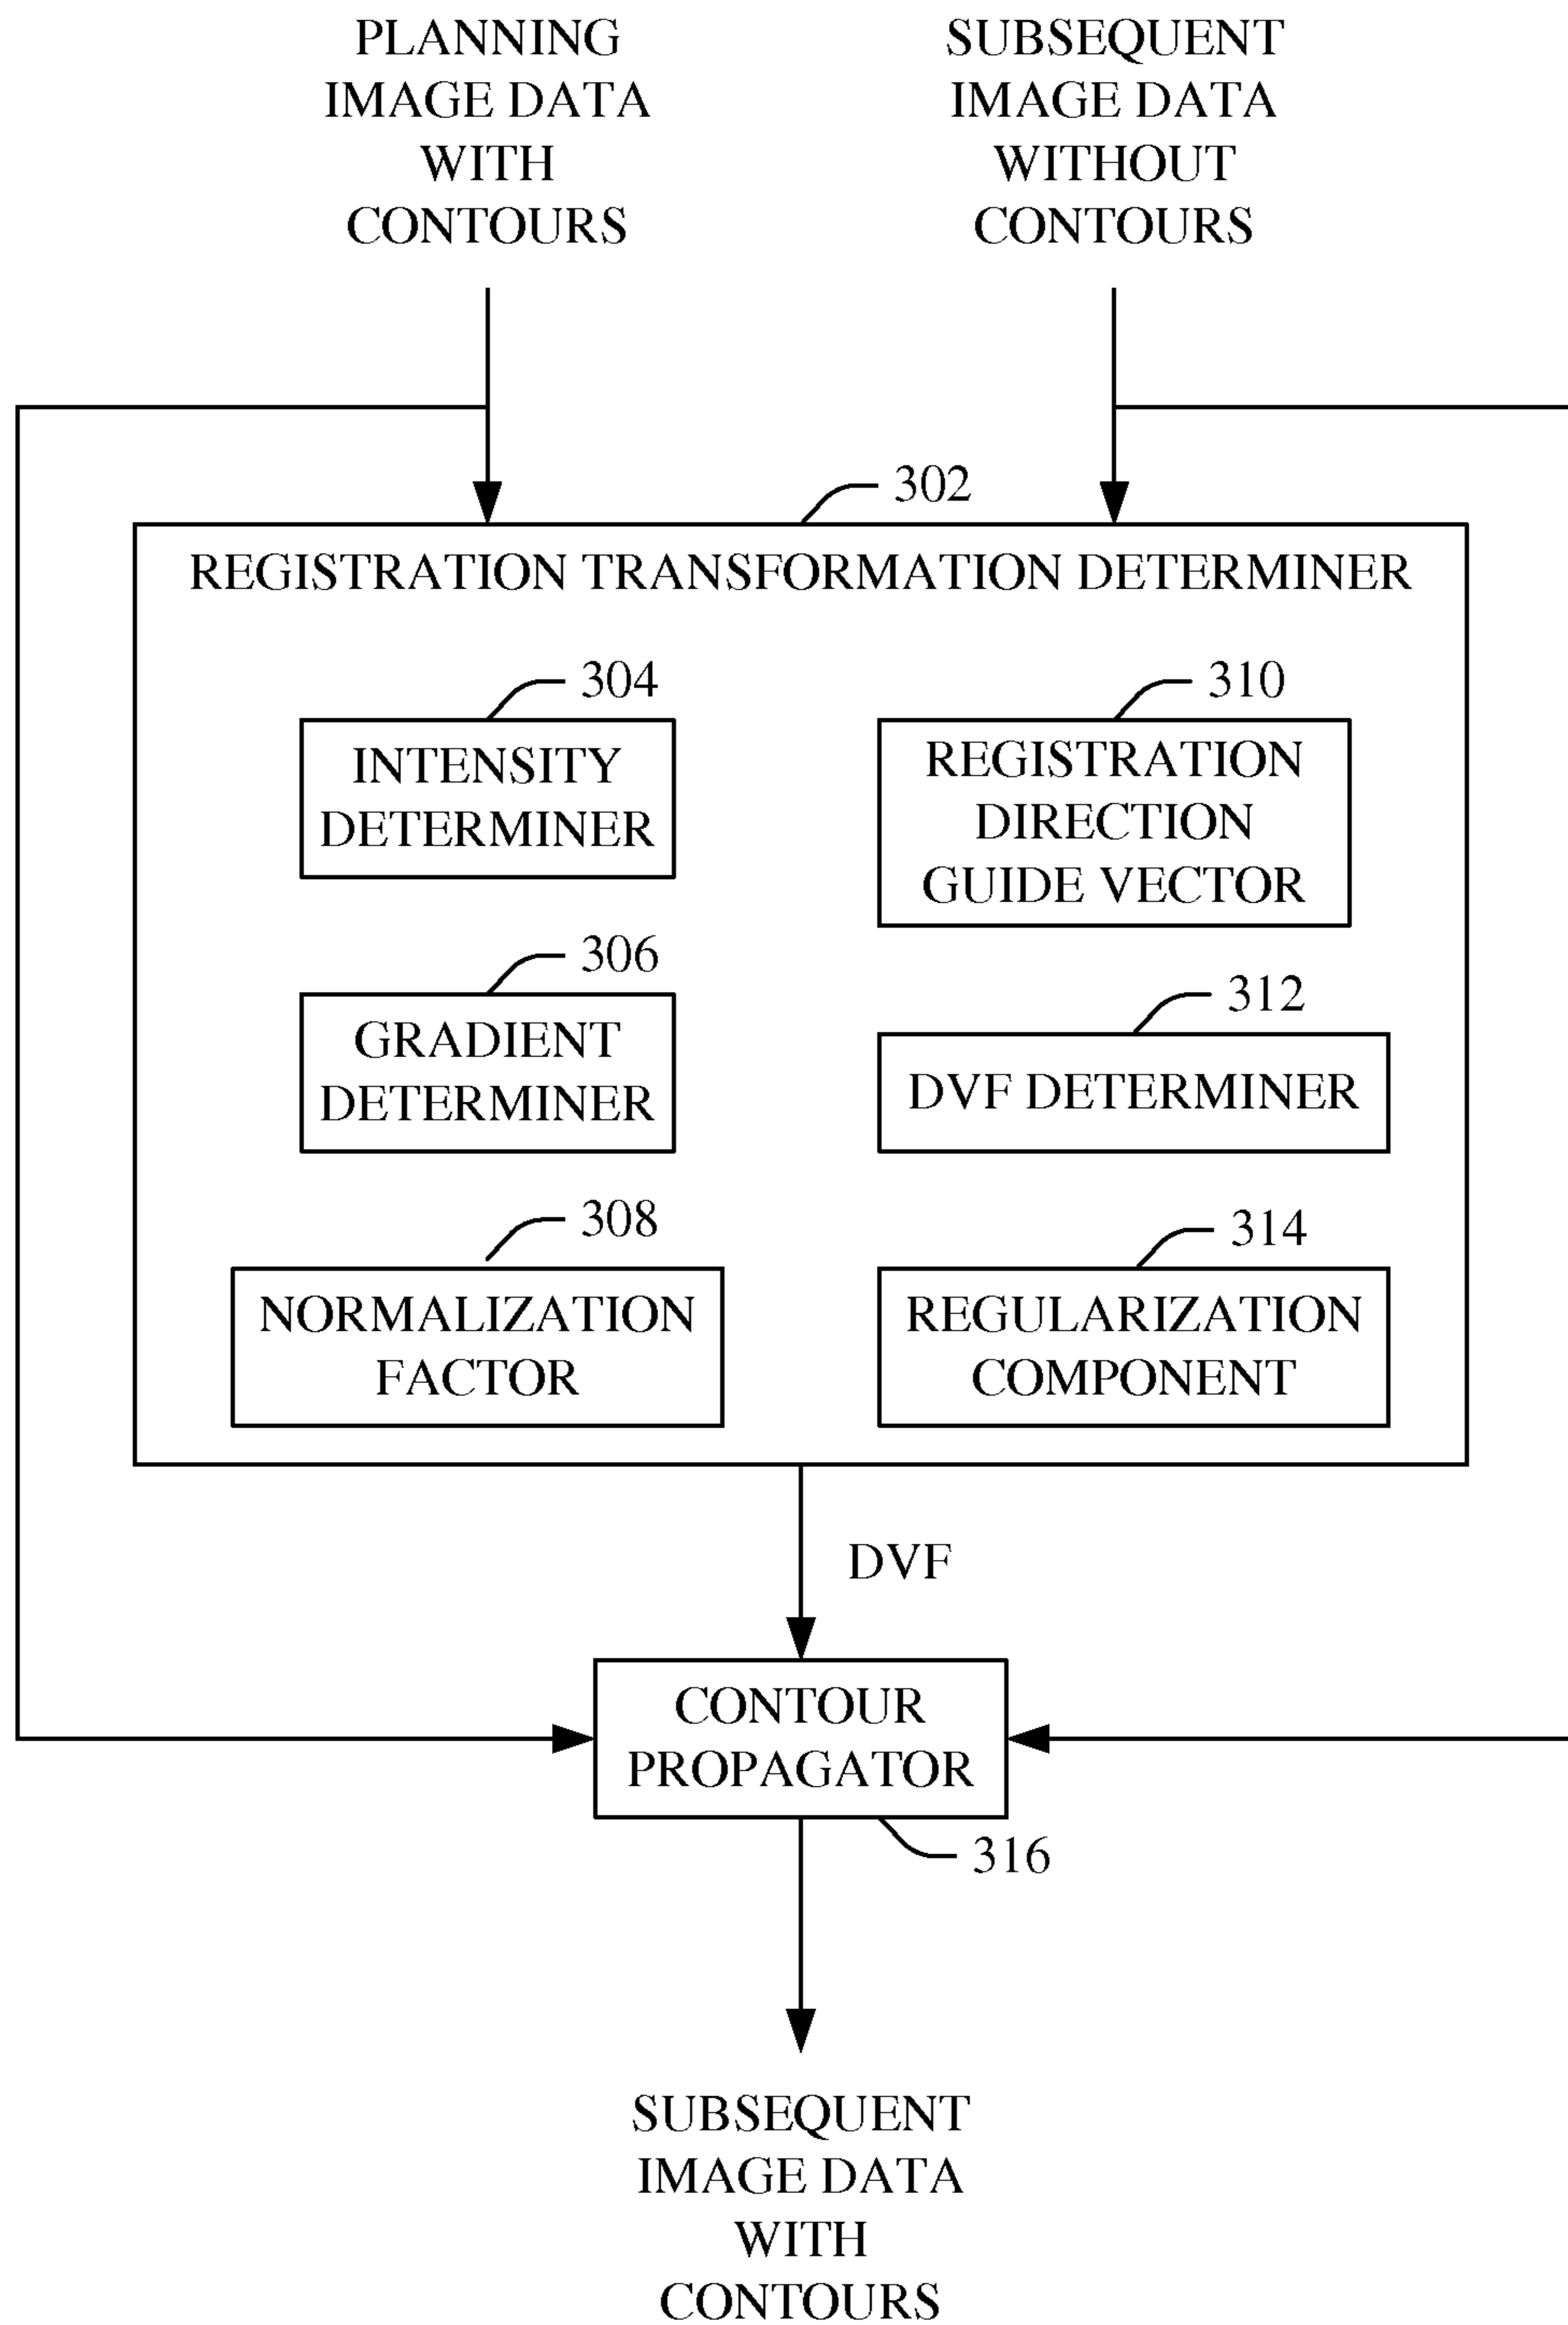 PLANNING
IMAGE DATA
WITH
CONTOURS
SUBSEQUENT
IMAGE DATA
WITHOUT
CONTOURS
302
REGISTRATION TRANSFORMATION DETERMINER
304
INTENSITY
DETERMINER
310
REGISTRATION
DIRECTION
GUIDE VECTOR
306
GRADIENT
DETERMINER
312
DVF DETERMINER
308
NORMALIZATION
FACTOR
314
REGULARIZATION
COMPONENT
DVF
CONTOUR
PROPAGATOR
316
SUBSEQUENT
IMAGE DATA
WITH
CONTOURS